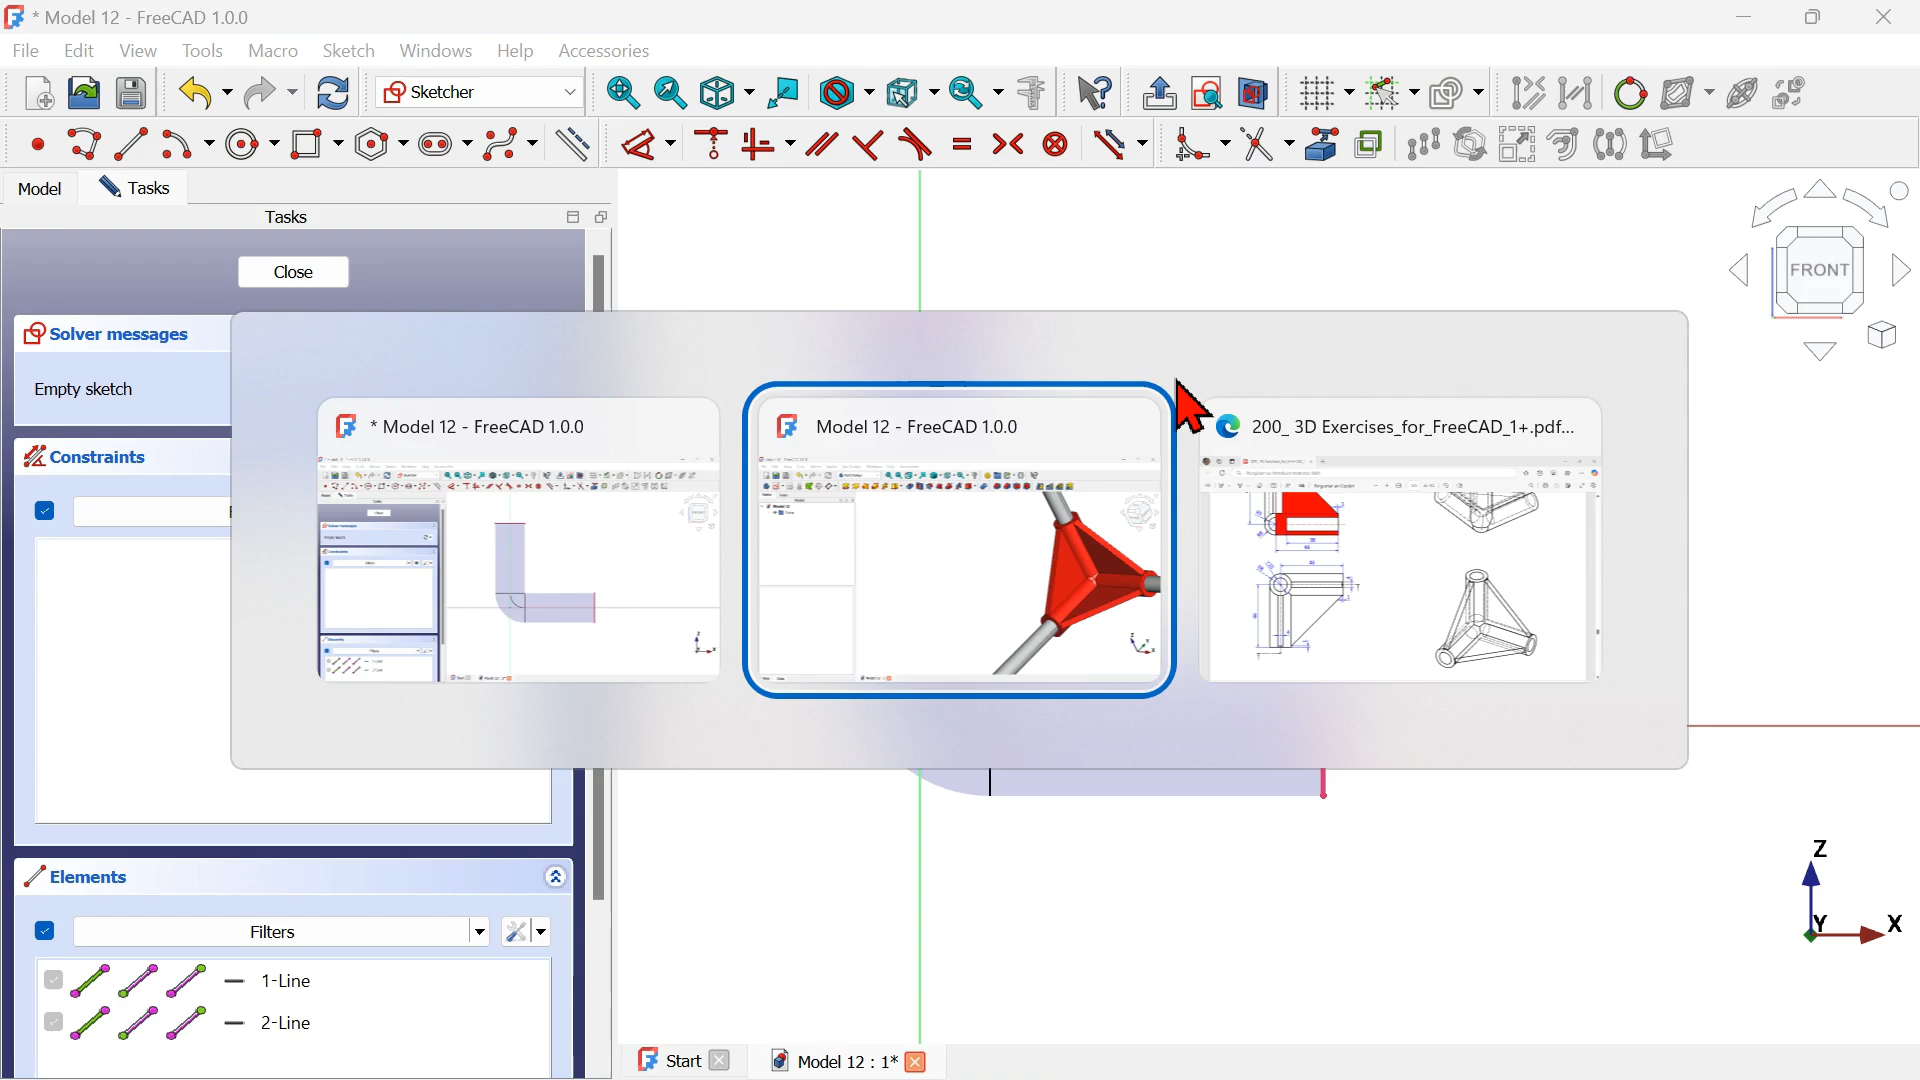 * Model 12 - FreeCAD 1.0.0
File Edit View Tools Macro Sketch Windows Help Accessories
Sketcher
Model Tasks
Tasks
Close
FRONT
Solver messages
Empty sketch
Constraints
* Model 12 - FreeCAD 1.0.0
Model 12 - FreeCAD 1.0.0
200_ 3D Exercises_for_FreeCAD_1+.pdf...
Elements
Filters
1-Line
2-Line
Z
Y
X
Start
Model 12 : 1*